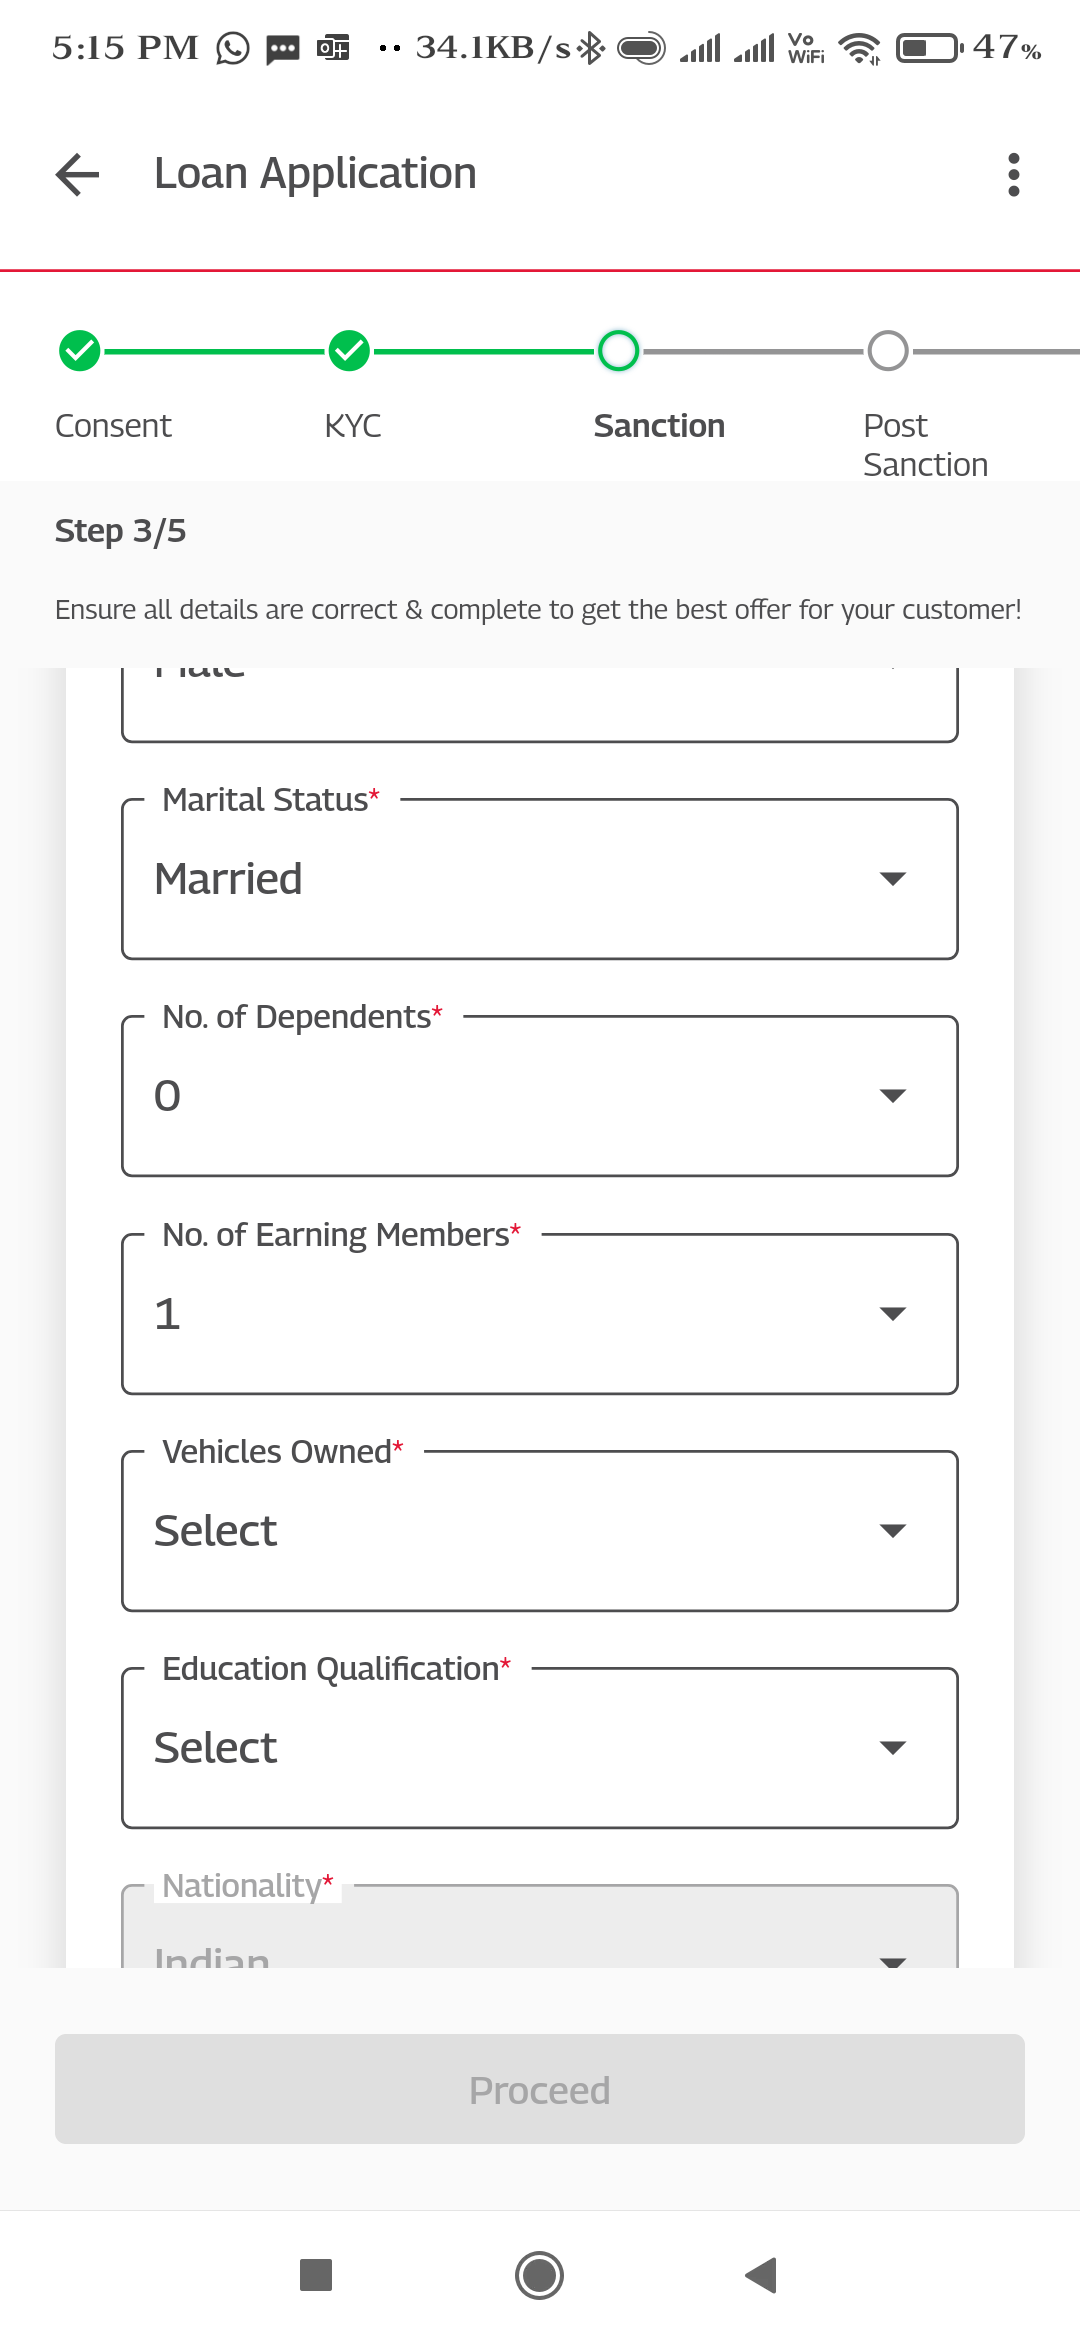 5:15 PM 34.1KB/s Vo WiFi 47%
Loan Application
Consent KYC Sanction Post Sanction
Step 3/5
Ensure all details are correct & complete to get the best offer for your customer!
Male
Marital Status*
Married
No. of Dependents*
0
No. of Earning Members*
1
Vehicles Owned*
Select
Education Qualification*
Select
Nationality*
Indian
Proceed